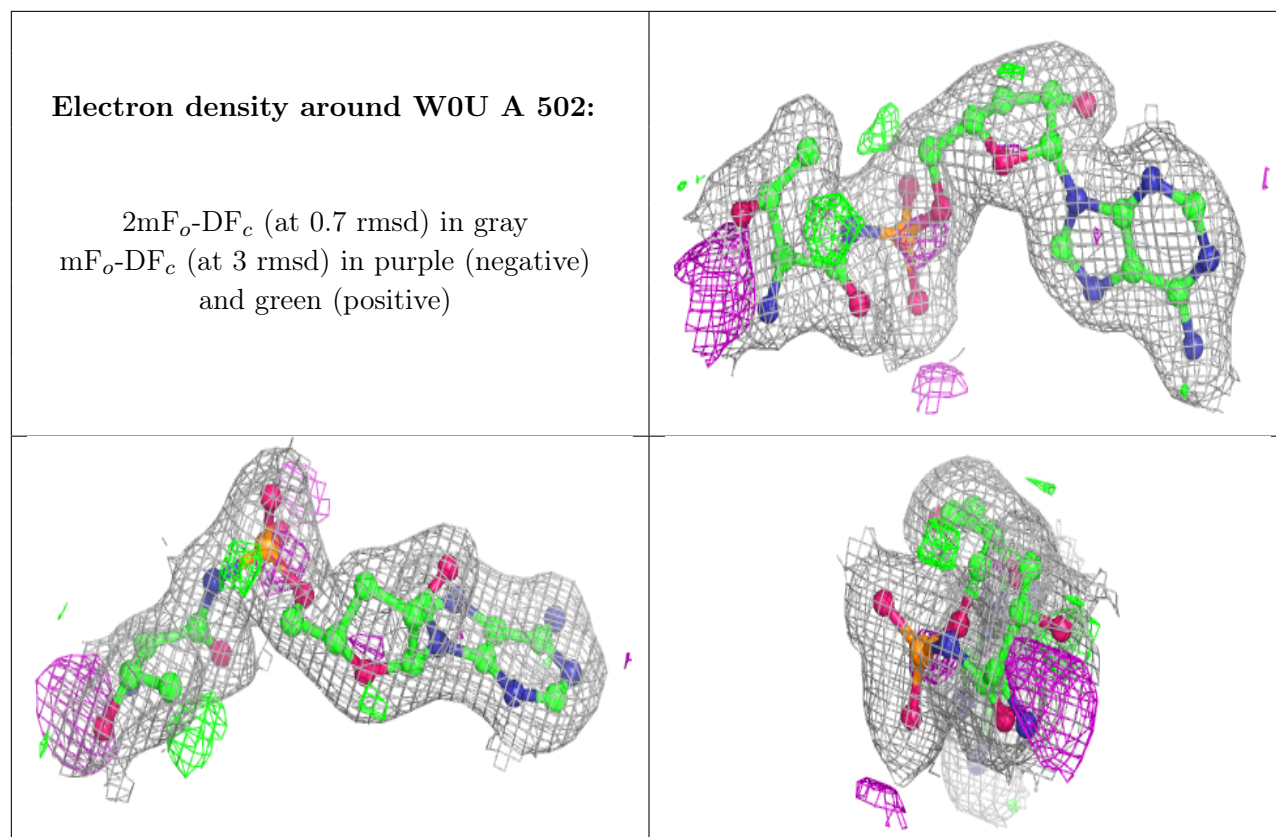 Electron density around W0U A 502:
2mFo-DFc (at 0.7 rmsd) in gray
mFo-DFc (at 3 rmsd) in purple (negative)
and green (positive)